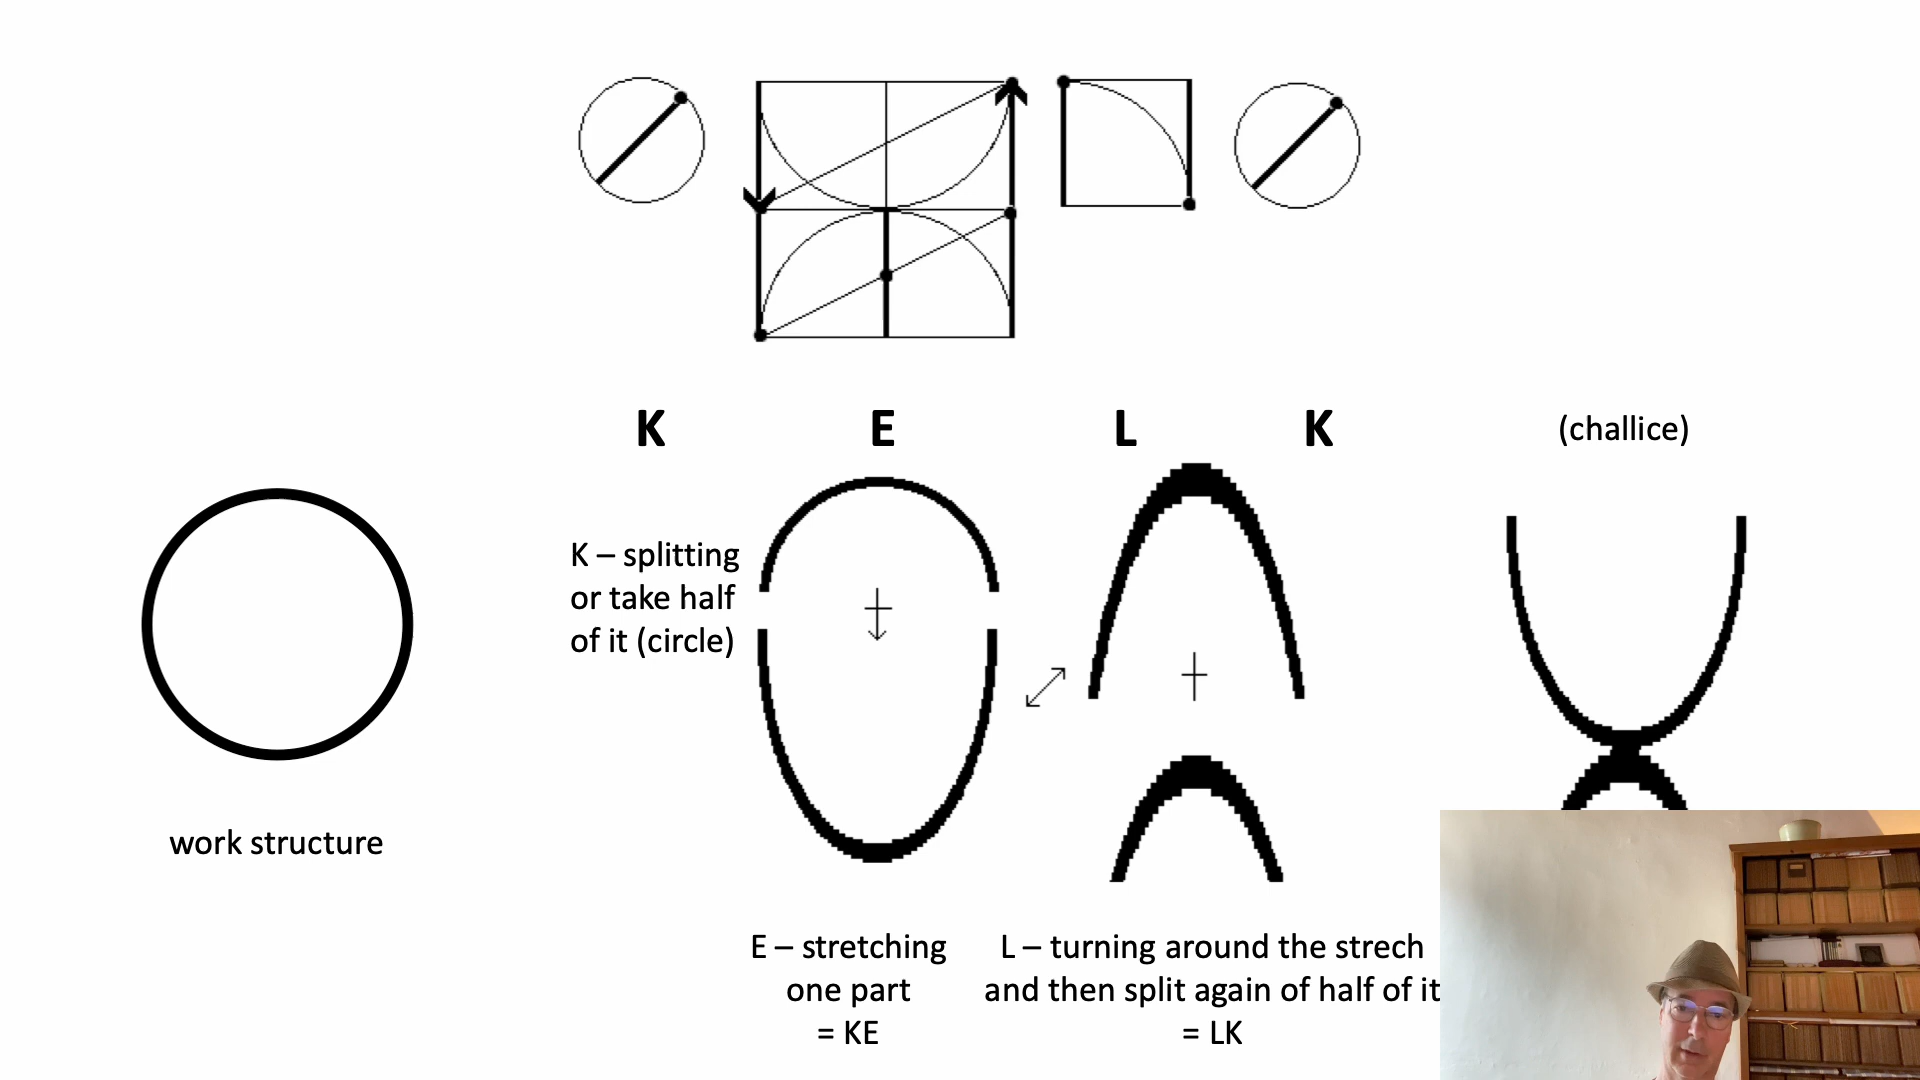 K E L K (challice)
K – splitting
or take half
of it (circle)
work structure
E – stretching
one part
= KE
L – turning around the strech
and then split again of half of it
= LK